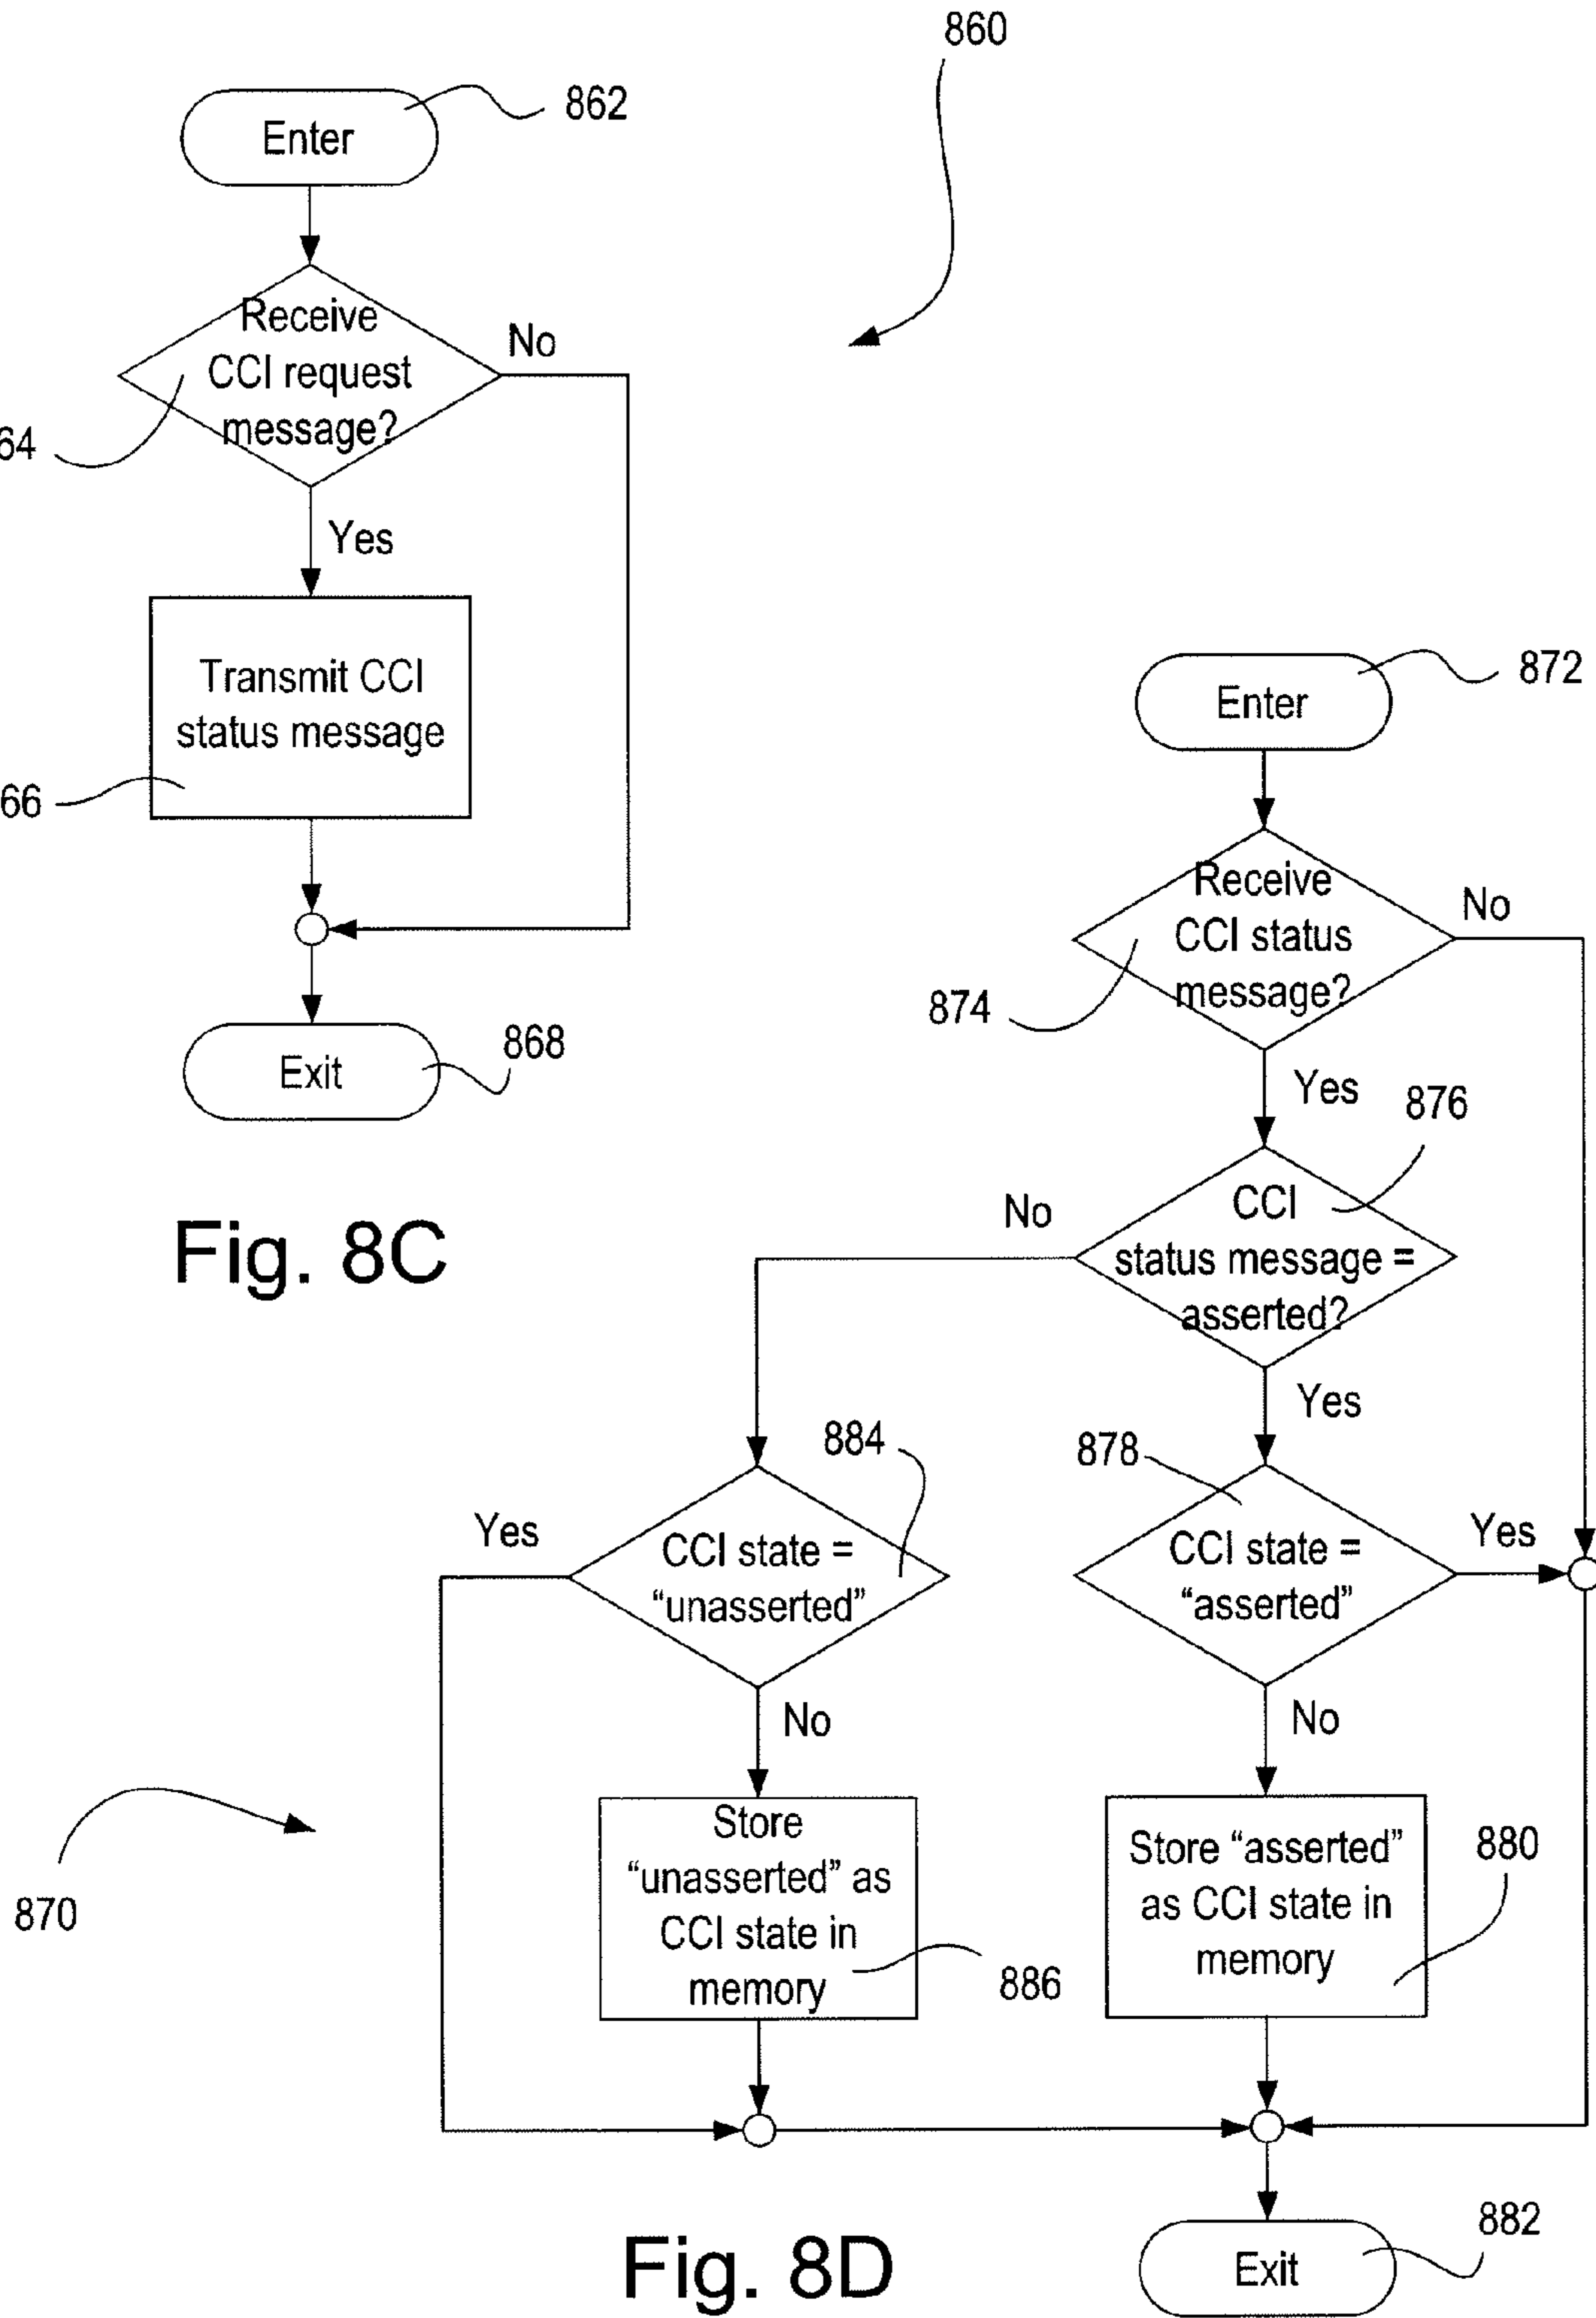 860
862
Enter
Receive
CCI request
message?
No
64
Yes
Transmit CCI
status message
66
Exit
868
Fig. 8C
872
Enter
Receive
CCI status
message?
No
874
Yes
876
CCI
status message =
asserted?
No
Yes
884
878
CCI state =
“unasserted”
Yes
CCI state =
“asserted”
Yes
No
No
Store
“unasserted” as
CCI state in
memory
886
Store “asserted”
as CCI state in
memory
880
870
882
Exit
Fig. 8D